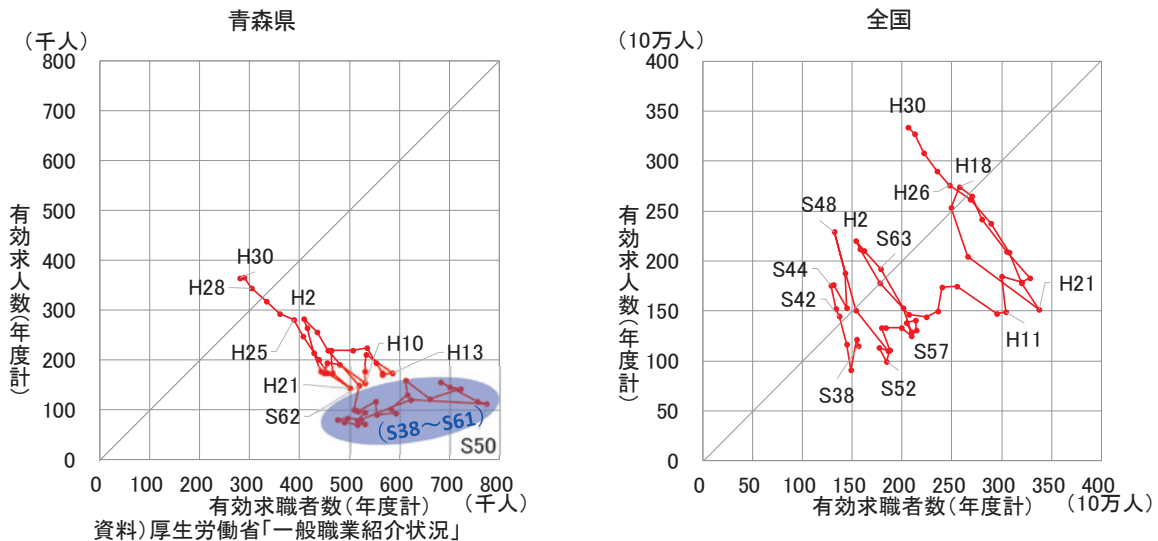 青森県
(千人)
800
700
600
500
400
300
200
100
0
有効求人数(年度計)
H30
H28
H2
H25
H10
H13
H21
S62
(S38〜S61)
S50
0 100 200 300 400 500 600 700 800
有効求職者数(年度計) (千人)
資料)厚生労働省「一般職業紹介状況」
全国
(10万人)
400
350
300
250
200
150
100
50
0
有効求人数(年度計)
H30
H18
H26
S48
H2
S63
S44
S42
H21
H11
S57
S38
S52
0 50 100 150 200 250 300 350 400
有効求職者数(年度計) (10万人)